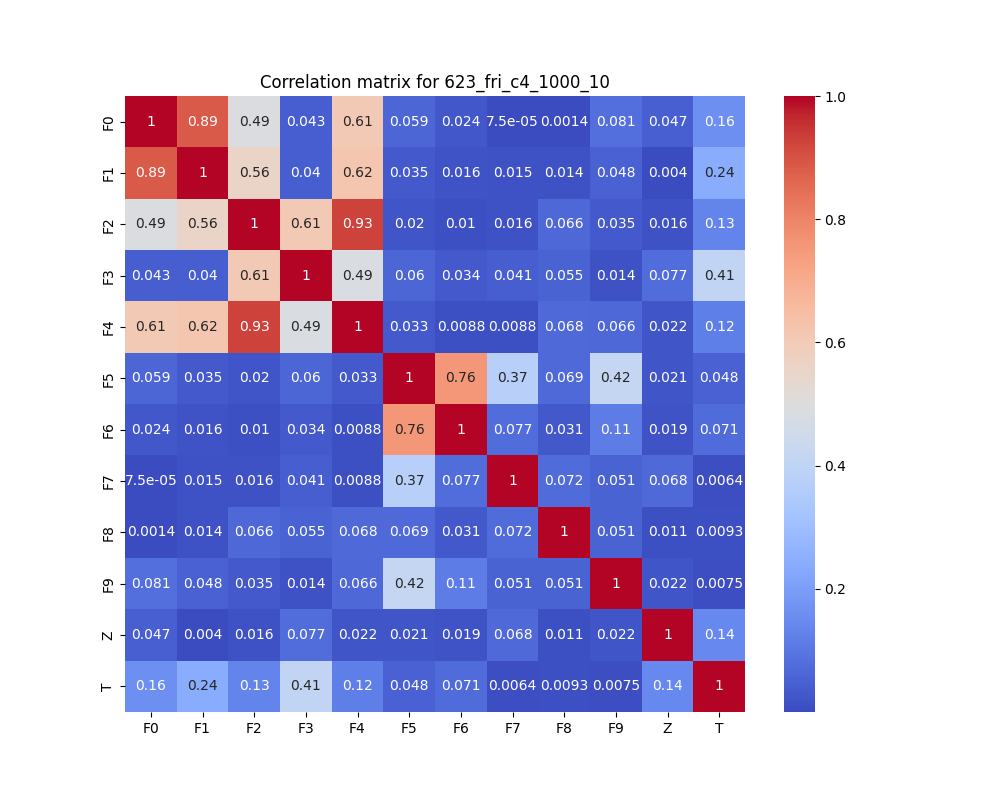 Correlation matrix for 623_fri_c4_1000_10
F0 1 0.89 0.49 0.043 0.61 0.059 0.024 7.5e-05 0.0014 0.081 0.047 0.16
F1 0.89 1 0.56 0.04 0.62 0.035 0.016 0.015 0.014 0.048 0.004 0.24
F2 0.49 0.56 1 0.61 0.93 0.02 0.01 0.016 0.066 0.035 0.016 0.13
F3 0.043 0.04 0.61 1 0.49 0.06 0.034 0.041 0.055 0.014 0.077 0.41
F4 0.61 0.62 0.93 0.49 1 0.033 0.0088 0.0088 0.068 0.066 0.022 0.12
F5 0.059 0.035 0.02 0.06 0.033 1 0.76 0.37 0.069 0.42 0.021 0.048
F6 0.024 0.016 0.01 0.034 0.0088 0.76 1 0.077 0.031 0.11 0.019 0.071
F7 7.5e-05 0.015 0.016 0.041 0.0088 0.37 0.077 1 0.072 0.051 0.068 0.0064
F8 0.0014 0.014 0.066 0.055 0.068 0.069 0.031 0.072 1 0.051 0.011 0.0093
F9 0.081 0.048 0.035 0.014 0.066 0.42 0.11 0.051 0.051 1 0.022 0.0075
Z 0.047 0.004 0.016 0.077 0.022 0.021 0.019 0.068 0.011 0.022 1 0.14
T 0.16 0.24 0.13 0.41 0.12 0.048 0.071 0.0064 0.0093 0.0075 0.14 1
F0 F1 F2 F3 F4 F5 F6 F7 F8 F9 Z T
1.0
0.8
0.6
0.4
0.2